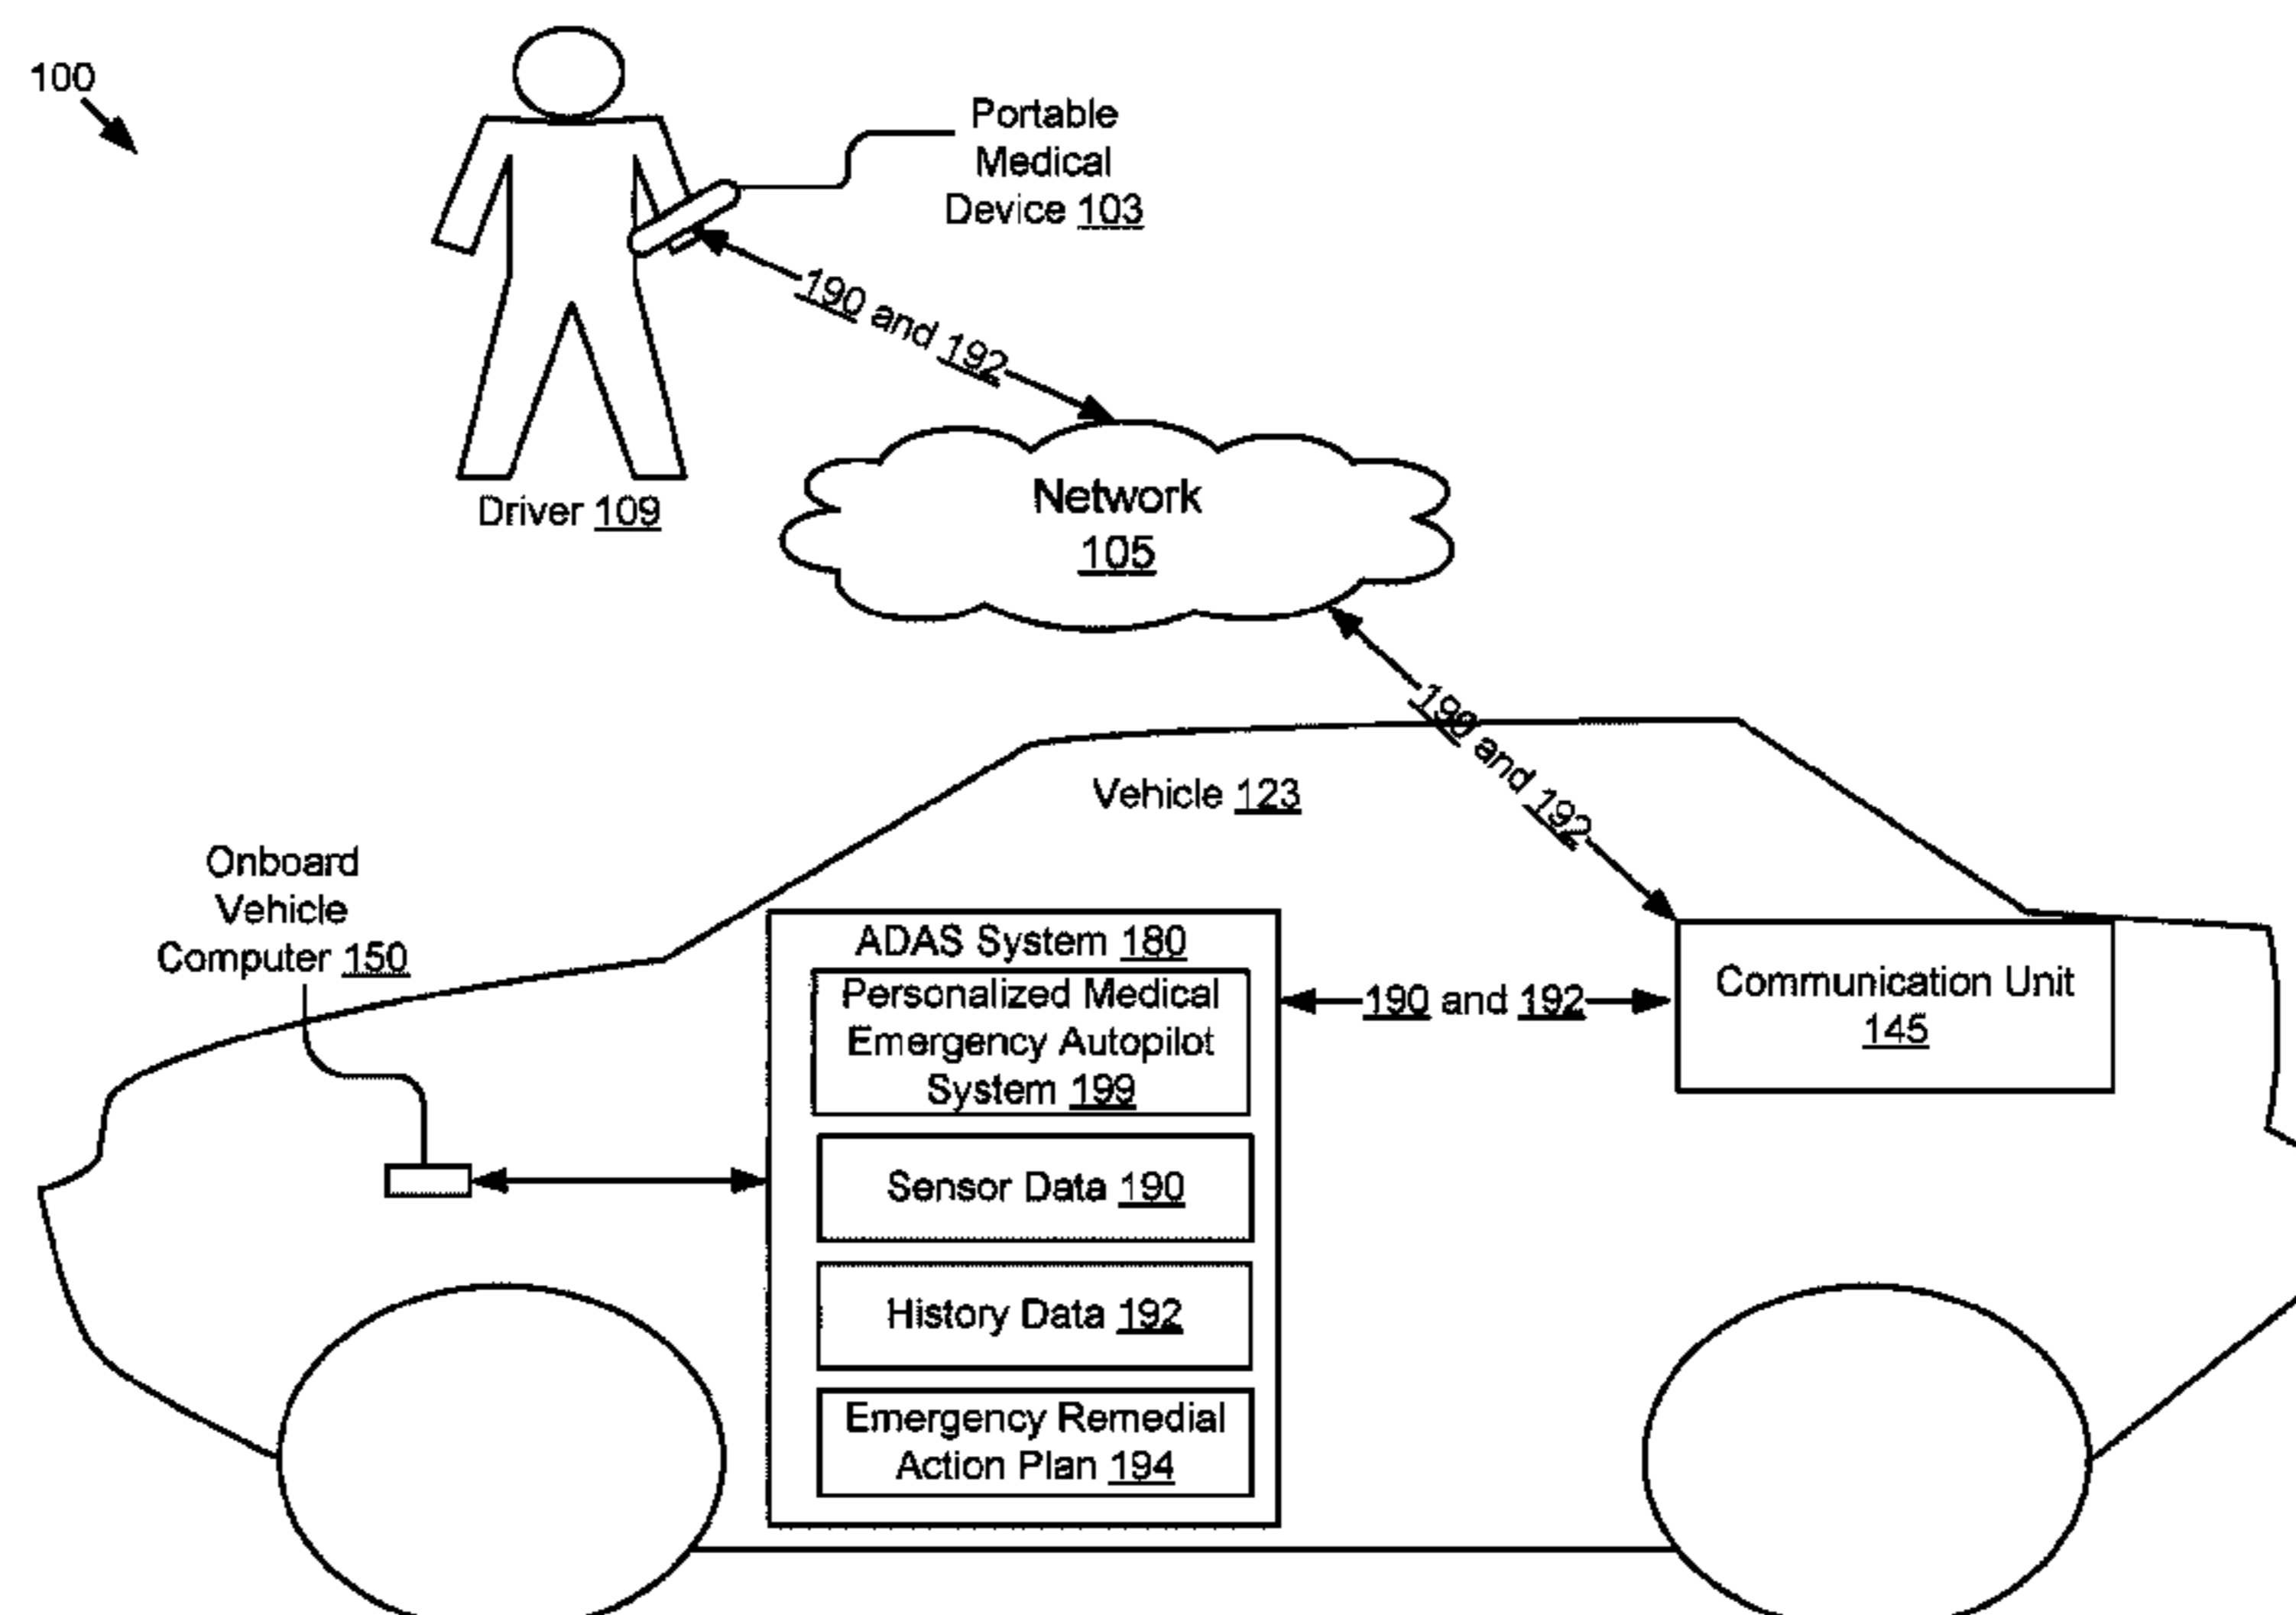 100
Portable
Medical
Device 103
190 and 192
Driver 109
Network
105
190 and 192
Vehicle 123
Onboard
Vehicle
Computer 150
ADAS System 180
Personalized Medical
Emergency Autopilot
System 199
190 and 192
Communication Unit
145
Sensor Data 190
History Data 192
Emergency Remedial
Action Plan 194